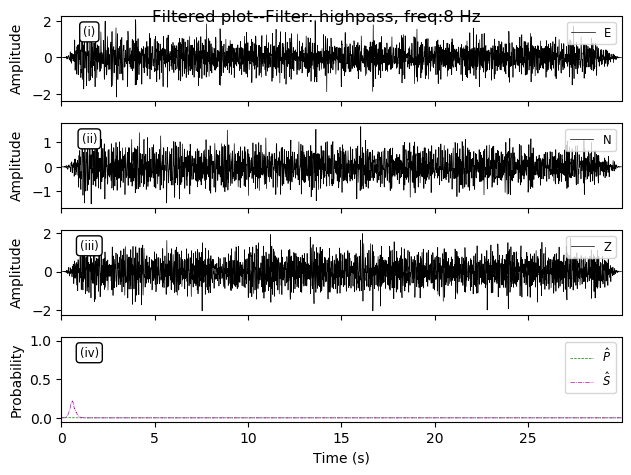 Filtered plot--Filter: highpass, freq:8 Hz
Amplitude
2
0
−2
(i)
E
Amplitude
1
0
−1
(ii)
N
Amplitude
2
0
−2
(iii)
Z
Probability
1.0
0.5
0.0
(iv)
P̂
Ŝ
0 5 10 15 20 25
Time (s)